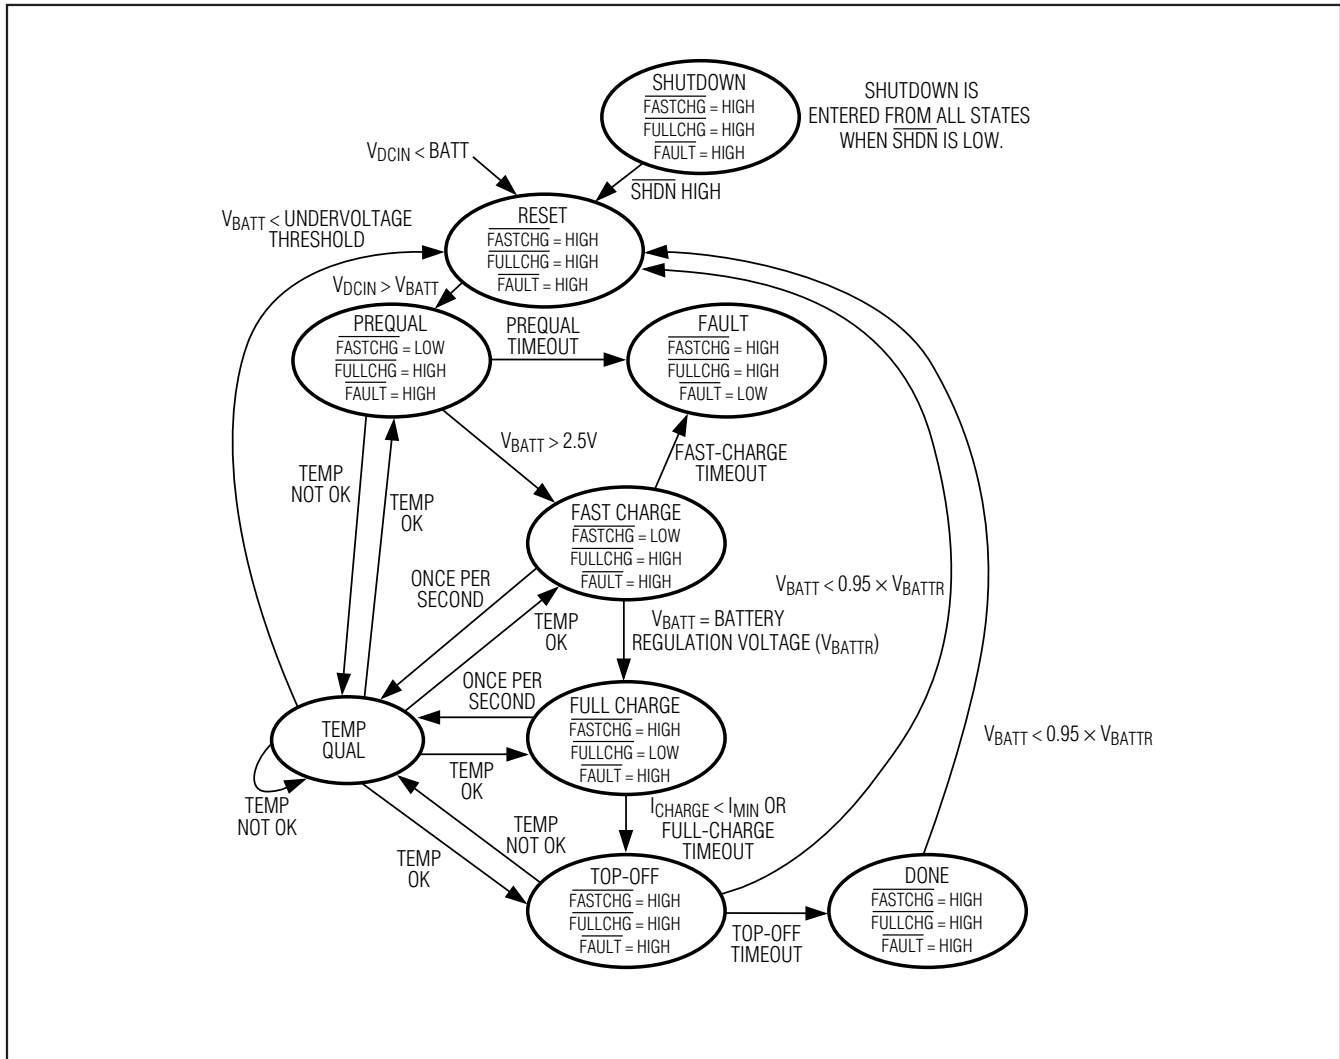 SHUTDOWN
FASTCHG = HIGH
FULLCHG = HIGH
FAULT = HIGH
SHUTDOWN IS
ENTERED FROM ALL STATES
WHEN SHDN IS LOW.
VDCIN < BATT
SHDN HIGH
RESET
FASTCHG = HIGH
FULLCHG = HIGH
FAULT = HIGH
VBATT < UNDERVOLTAGE
THRESHOLD
VDCIN > VBATT
PREQUAL
FASTCHG = LOW
FULLCHG = HIGH
FAULT = HIGH
PREQUAL
TIMEOUT
FAULT
FASTCHG = HIGH
FULLCHG = HIGH
FAULT = LOW
VBATT > 2.5V
FAST-CHARGE
TIMEOUT
TEMP
NOT OK
TEMP
OK
FAST CHARGE
FASTCHG = LOW
FULLCHG = HIGH
FAULT = HIGH
ONCE PER
SECOND
TEMP
OK
VBATT < 0.95 × VBATTR
VBATT = BATTERY
REGULATION VOLTAGE (VBATTR)
ONCE PER
SECOND
FULL CHARGE
FASTCHG = HIGH
FULLCHG = LOW
FAULT = HIGH
TEMP
QUAL
VBATT < 0.95 × VBATTR
TEMP
OK
TEMP
NOT OK
TEMP
NOT OK
ICHARGE < IMIN OR
FULL-CHARGE
TIMEOUT
TEMP
OK
TOP-OFF
FASTCHG = HIGH
FULLCHG = HIGH
FAULT = HIGH
TOP-OFF
TIMEOUT
DONE
FASTCHG = HIGH
FULLCHG = HIGH
FAULT = HIGH